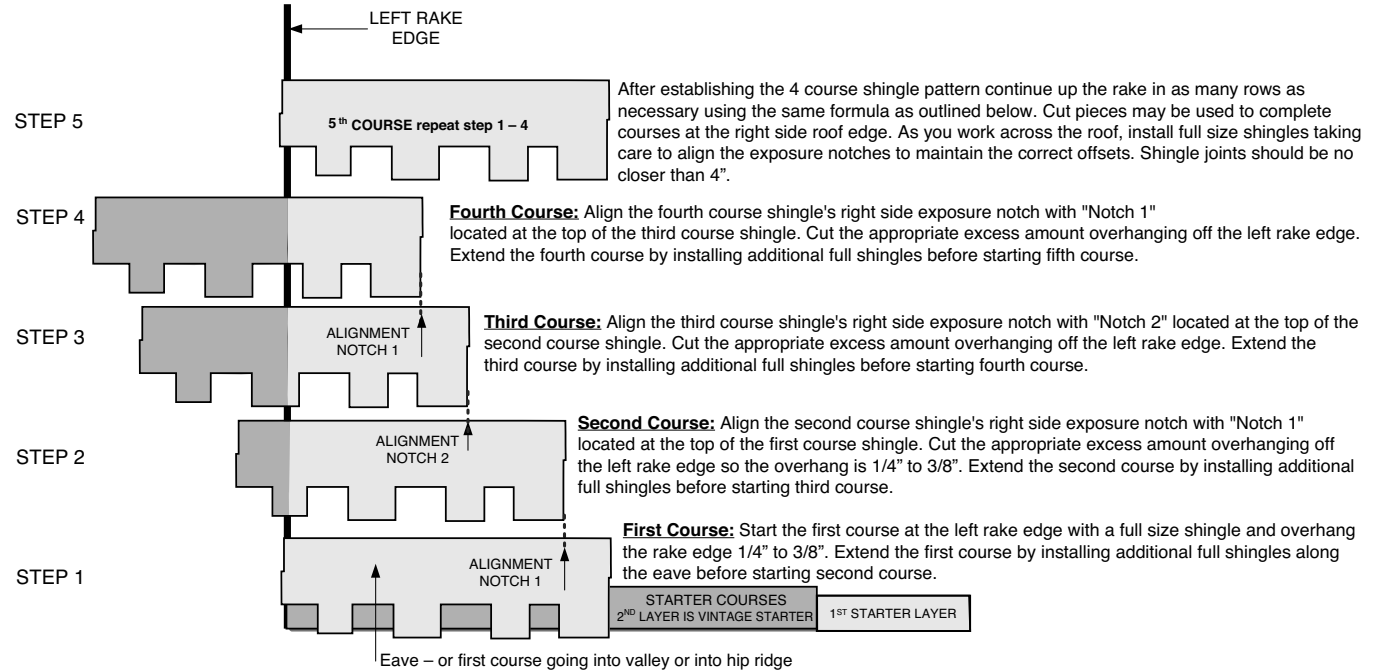 LEFT RAKE
EDGE
STEP 5
5 th COURSE repeat step 1 – 4
After establishing the 4 course shingle pattern continue up the rake in as many rows as
necessary using the same formula as outlined below. Cut pieces may be used to complete
courses at the right side roof edge. As you work across the roof, install full size shingles taking
care to align the exposure notches to maintain the correct offsets. Shingle joints should be no
closer than 4”.
STEP 4
Fourth Course: Align the fourth course shingle's right side exposure notch with "Notch 1"
located at the top of the third course shingle. Cut the appropriate excess amount overhanging off the left rake edge.
Extend the fourth course by installing additional full shingles before starting fifth course.
STEP 3
ALIGNMENT
NOTCH 1
Third Course: Align the third course shingle's right side exposure notch with "Notch 2" located at the top of the
second course shingle. Cut the appropriate excess amount overhanging off the left rake edge. Extend the
third course by installing additional full shingles before starting fourth course.
STEP 2
ALIGNMENT
NOTCH 2
Second Course: Align the second course shingle's right side exposure notch with "Notch 1"
located at the top of the first course shingle. Cut the appropriate excess amount overhanging off
the left rake edge so the overhang is 1/4” to 3/8”. Extend the second course by installing additional
full shingles before starting third course.
STEP 1
ALIGNMENT
NOTCH 1
First Course: Start the first course at the left rake edge with a full size shingle and overhang
the rake edge 1/4” to 3/8”. Extend the first course by installing additional full shingles along
the eave before starting second course.
STARTER COURSES
2ND LAYER IS VINTAGE STARTER
1ST STARTER LAYER
Eave – or first course going into valley or into hip ridge